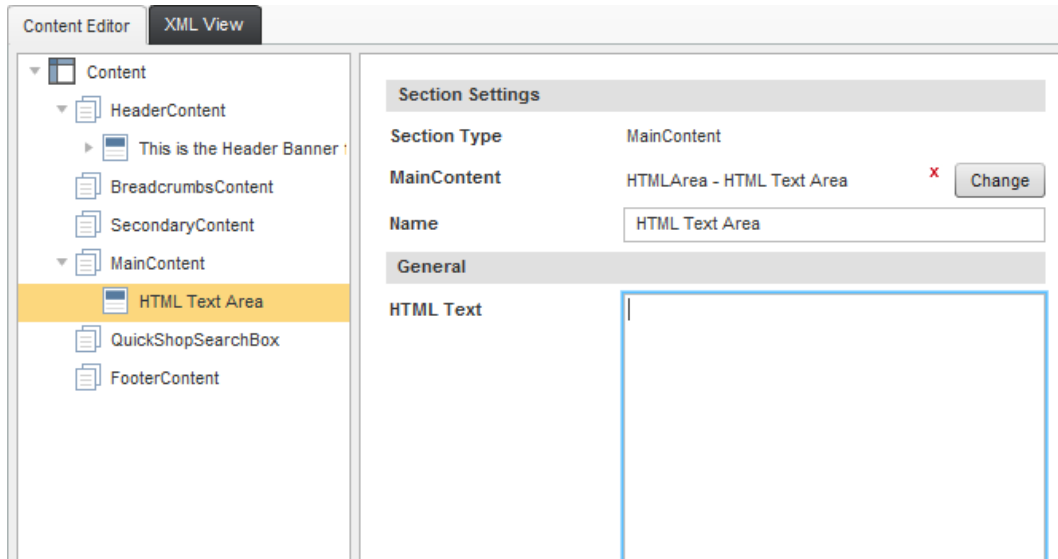 Content Editor
XML View
Content
HeaderContent
This is the Header Banner
BreadcrumbsContent
SecondaryContent
MainContent
HTML Text Area
QuickShopSearchBox
FooterContent
Section Settings
Section Type MainContent
MainContent HTMLArea - HTML Text Area x Change
Name HTML Text Area
General
HTML Text